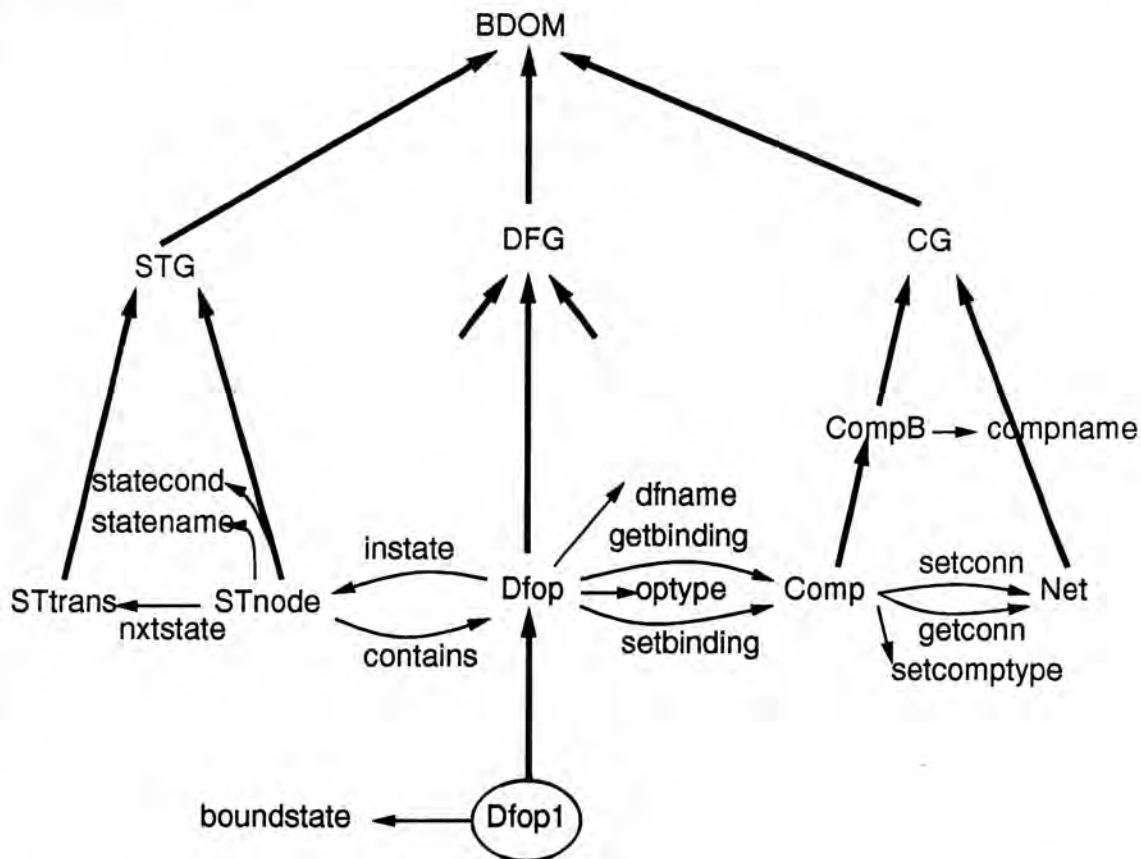 BDOM
STG
DFG
CG
CompB
compname
statecond
statename
dfname
getbinding
instate
setconn
STtrans
STnode
Dfop
optype
Comp
Net
nxtstate
contains
setbinding
getconn
setcomptype
boundstate
Dfop1